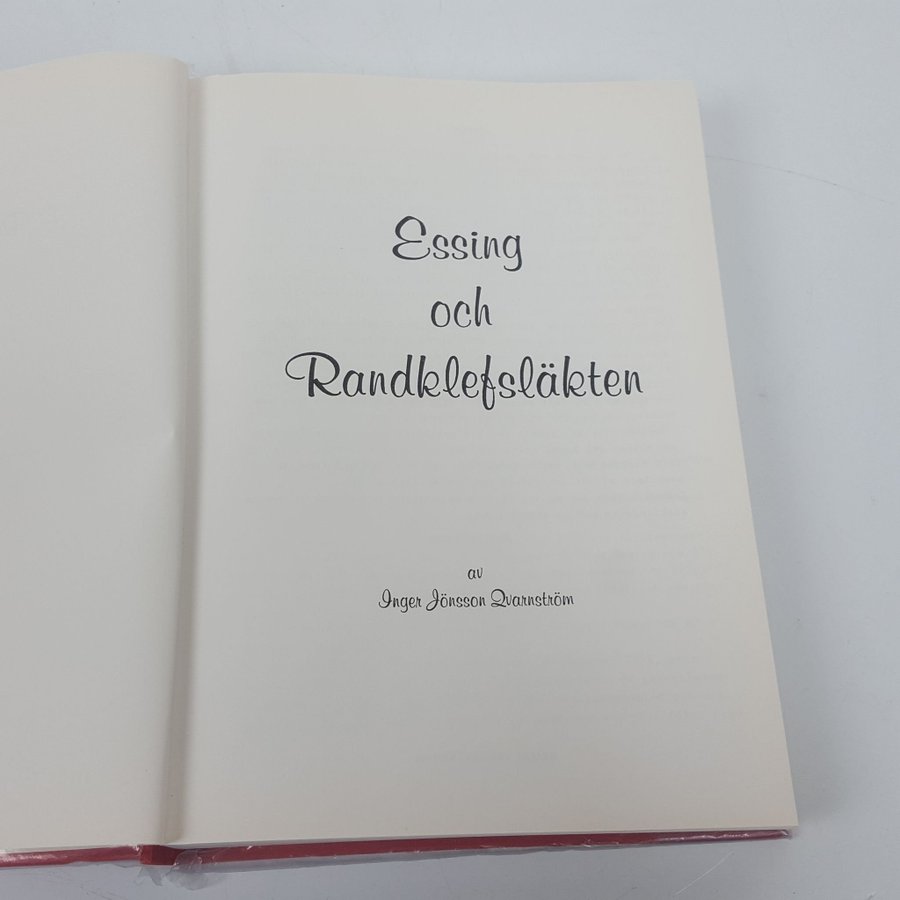 Essing
och
Randklefsläkten
av
Inger Jönsson Qvarnström